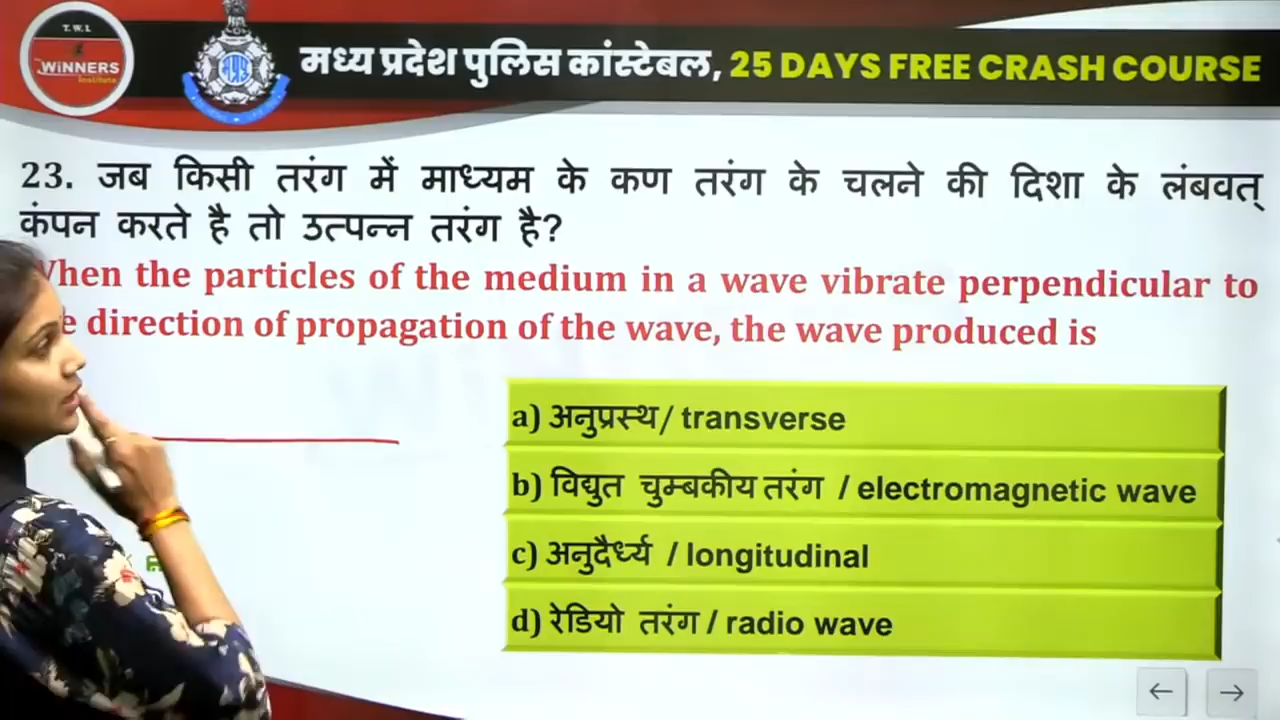 T.W.I.
The
WiNNERS
Institute
मध्य प्रदेश पुलिस कांस्टेबल, 25 DAYS FREE CRASH COURSE
23. जब किसी तरंग में माध्यम के कण तरंग के चलने की दिशा के लंबवत्
कंपन करते है तो उत्पन्न तरंग है?
When the particles of the medium in a wave vibrate perpendicular to
e direction of propagation of the wave, the wave produced is
a) अनुप्रस्थ/ transverse
b) विद्युत चुम्बकीय तरंग / electromagnetic wave
c) अनुदैर्ध्य / longitudinal
d) रेडियो तरंग / radio wave